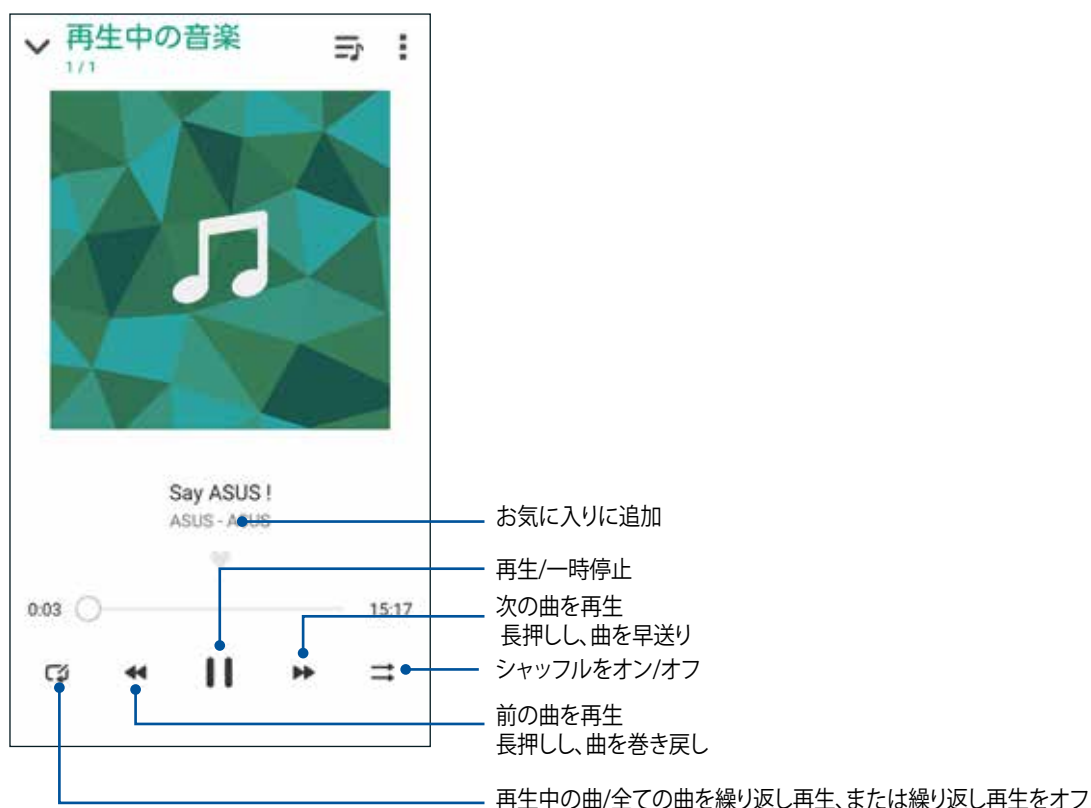 再生中の音楽
1/1
Say ASUS !
ASUS - ASUS
お気に入りに追加
再生/一時停止
0:03
15:17
次の曲を再生
長押しし、曲を早送り
シャッフルをオン/オフ
前の曲を再生
長押しし、曲を巻き戻し
再生中の曲/全ての曲を繰り返し再生、または繰り返し再生をオフ